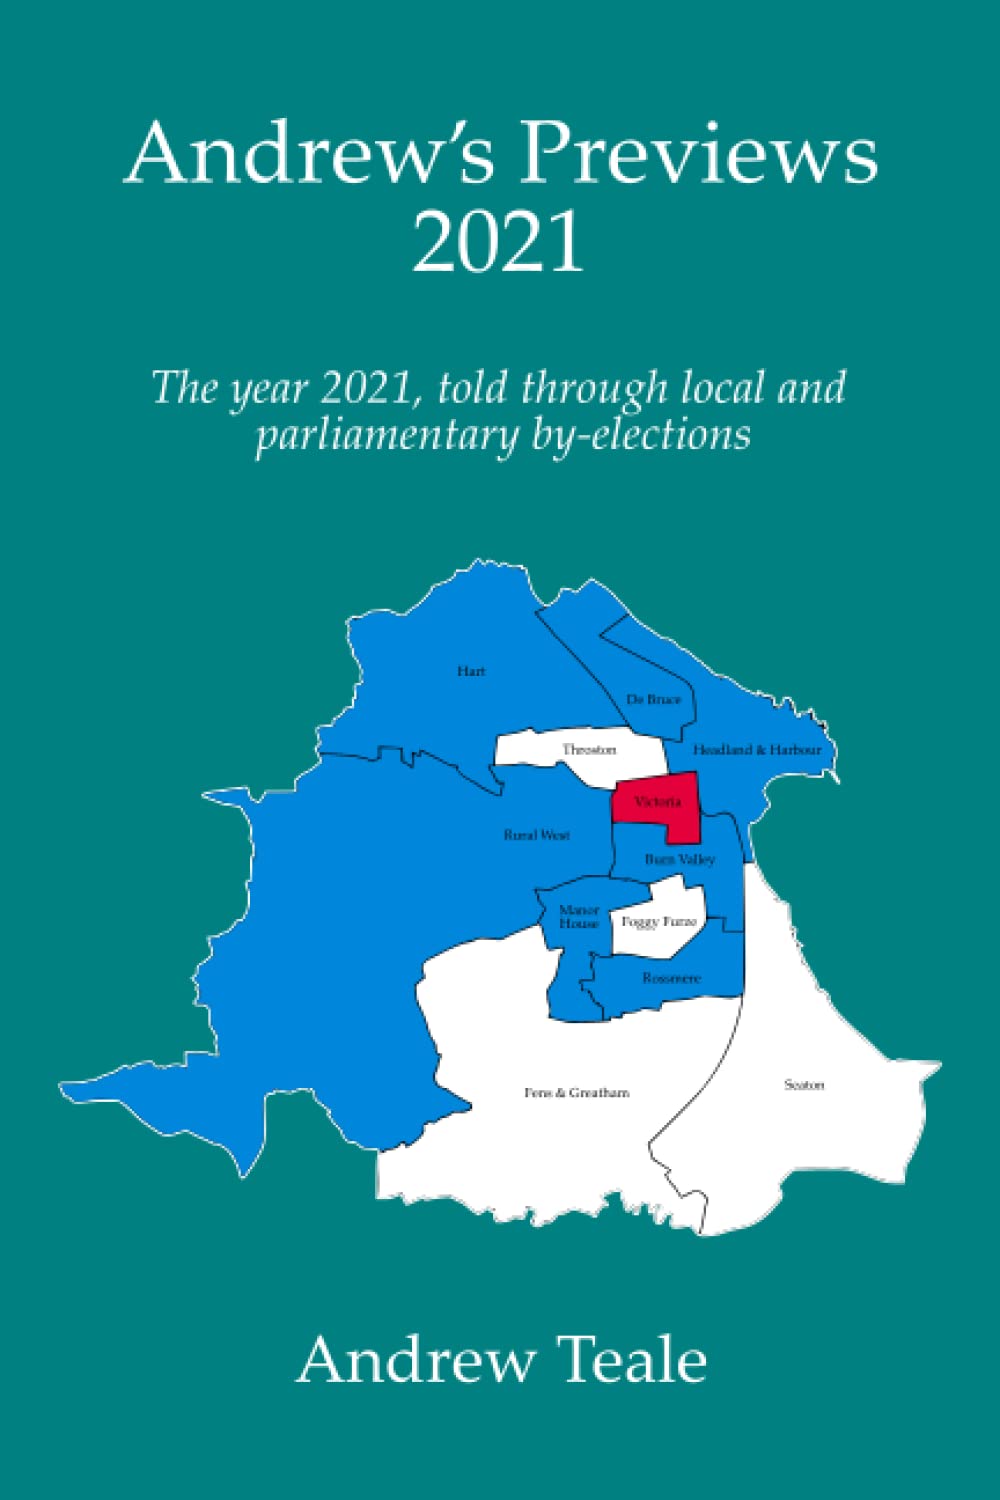 Andrew's Previews
2021
The year 2021, told through local and
parliamentary by-elections
Hart
De Bruce
Throston
Headland & Harbour
Victoria
Rural West
Burn Valley
Manor
House
Foggy Furze
Rossmere
Fens & Greatham
Seaton
Andrew Teale